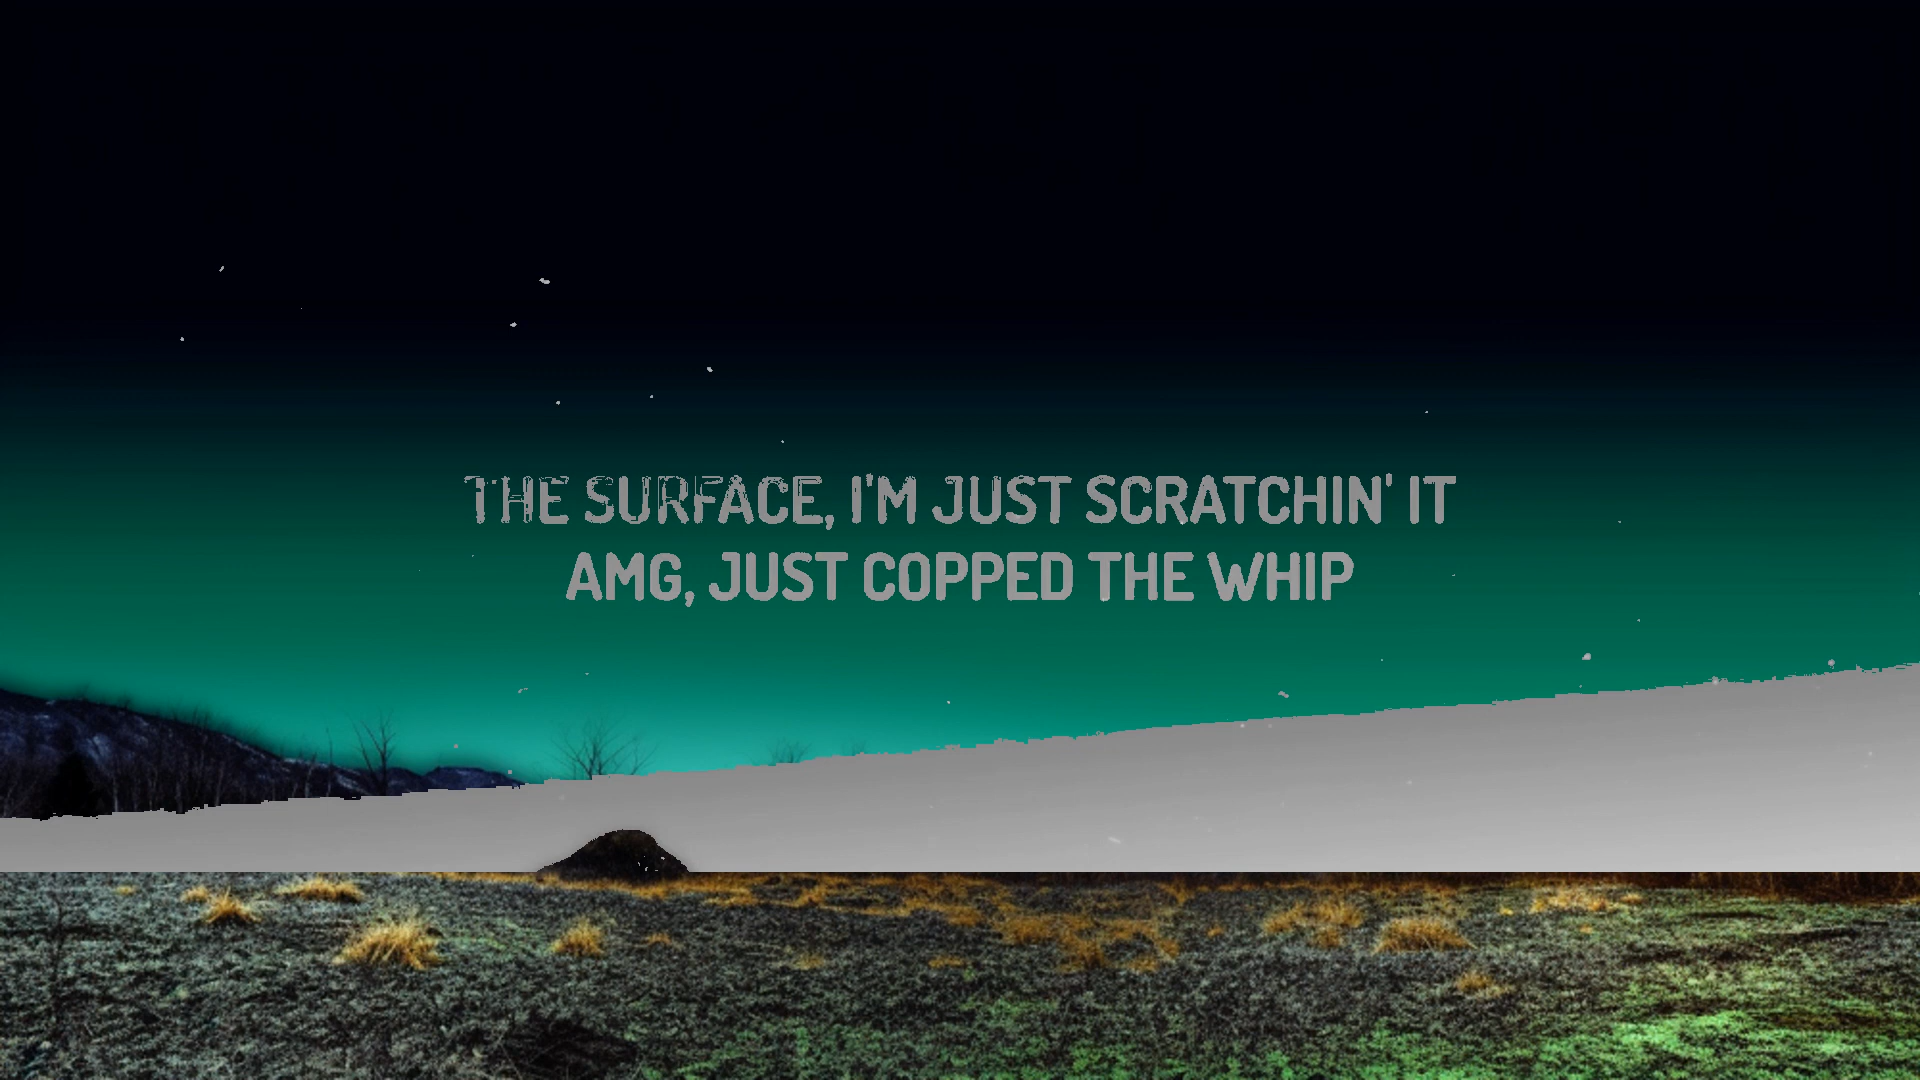 THE SURFACE, I'M JUST SCRATCHIN' IT
AMG, JUST COPPED THE WHIP